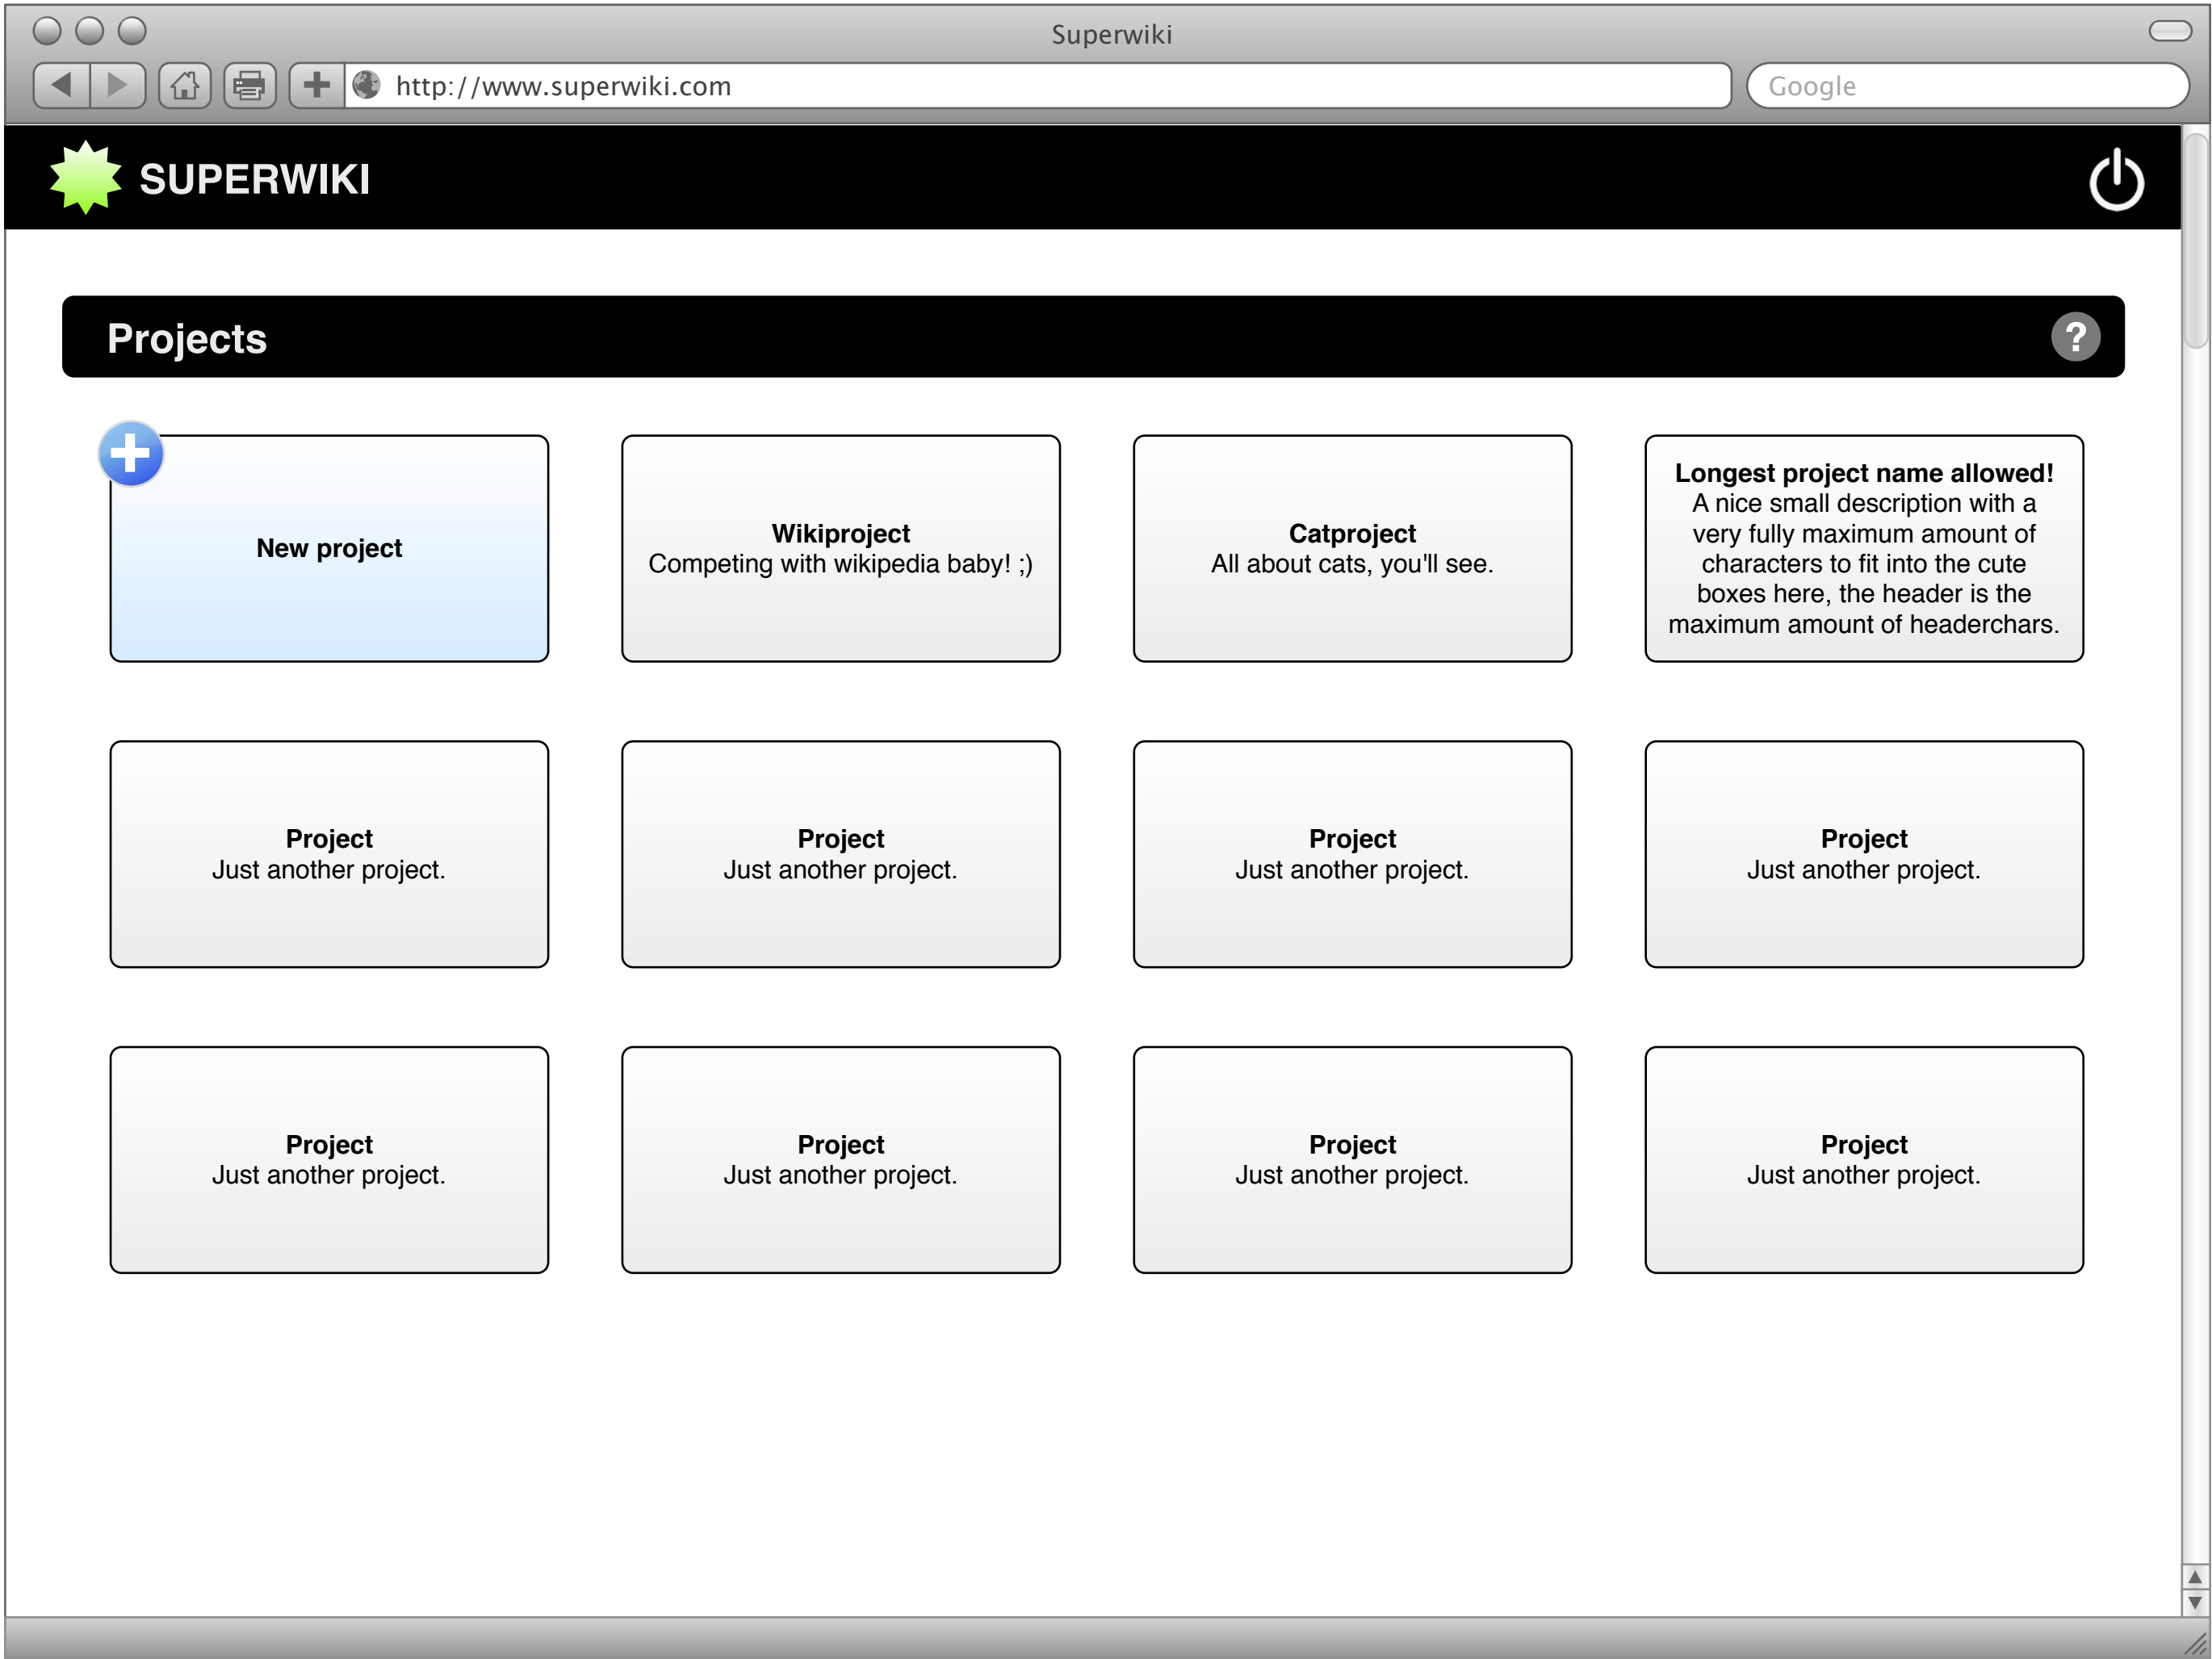 Superwiki
http://www.superwiki.com
Google
SUPERWIKI
Projects
?
New project
Wikiproject
Competing with wikipedia baby! ;)
Catproject
All about cats, you'll see.
Longest project name allowed!
A nice small description with a
very fully maximum amount of
characters to fit into the cute
boxes here, the header is the
maximum amount of headerchars.
Project
Just another project.
Project
Just another project.
Project
Just another project.
Project
Just another project.
Project
Just another project.
Project
Just another project.
Project
Just another project.
Project
Just another project.